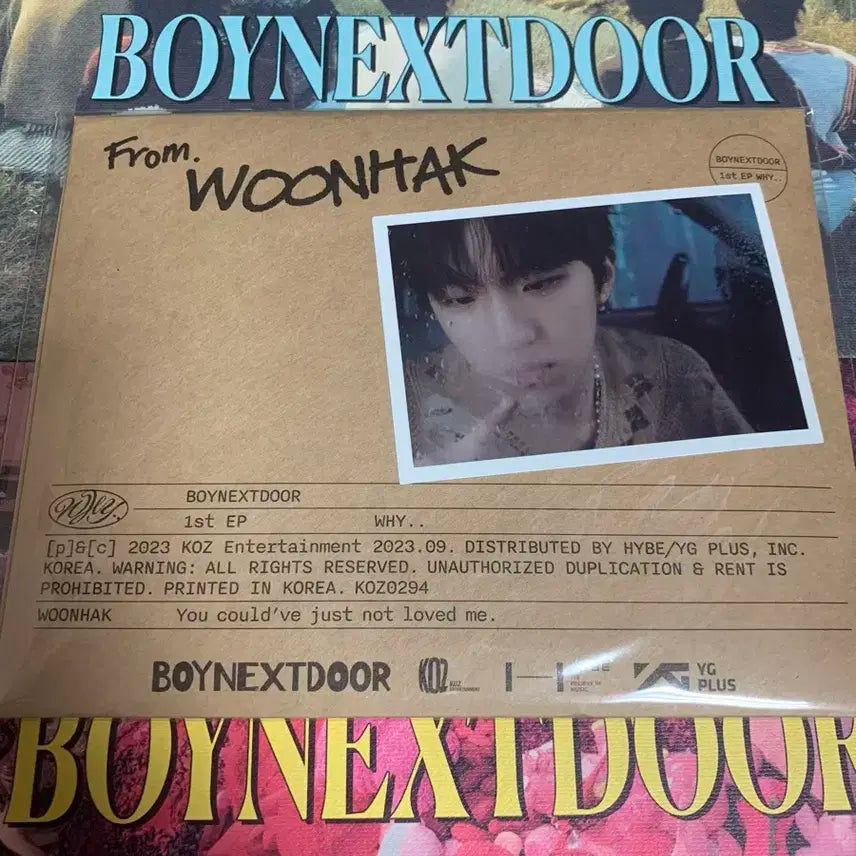 BOYNEXTDOOR
From.
WOONHAK
BOYNEXTDOOR
1st EP WHY..
WHY..
BOYNEXTDOOR
1st EP WHY..
[p]&[c] 2023 KOZ Entertainment 2023.09. DISTRIBUTED BY HYBE/YG PLUS, INC.
KOREA. WARNING: ALL RIGHTS RESERVED. UNAUTHORIZED DUPLICATION & RENT IS
PROHIBITED. PRINTED IN KOREA. KOZ0294
WOONHAK You could've just not loved me.
BOYNEXTDOOR KOZ KOZ ENTERTAINMENT YG PLUS
BOYNEXTDOOR